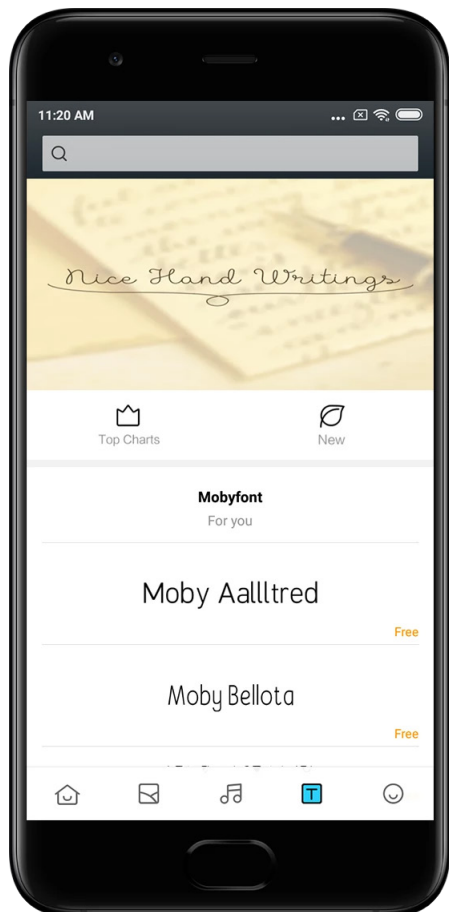 11:20 AM
Nice Hand Writings
Top Charts
New
Mobyfont
For you
Moby Aallltred
Free
Moby Bellota
Free
T